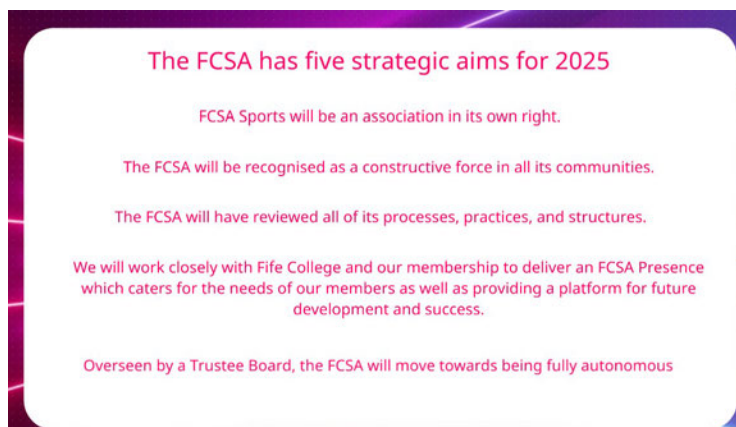 The FCSA has five strategic aims for 2025
FCSA Sports will be an association in its own right.
The FCSA will be recognised as a constructive force in all its communities.
The FCSA will have reviewed all of its processes, practices, and structures.
We will work closely with Fife College and our membership to deliver an FCSA Presence
which caters for the needs of our members as well as providing a platform for future
development and success.
Overseen by a Trustee Board, the FCSA will move towards being fully autonomous